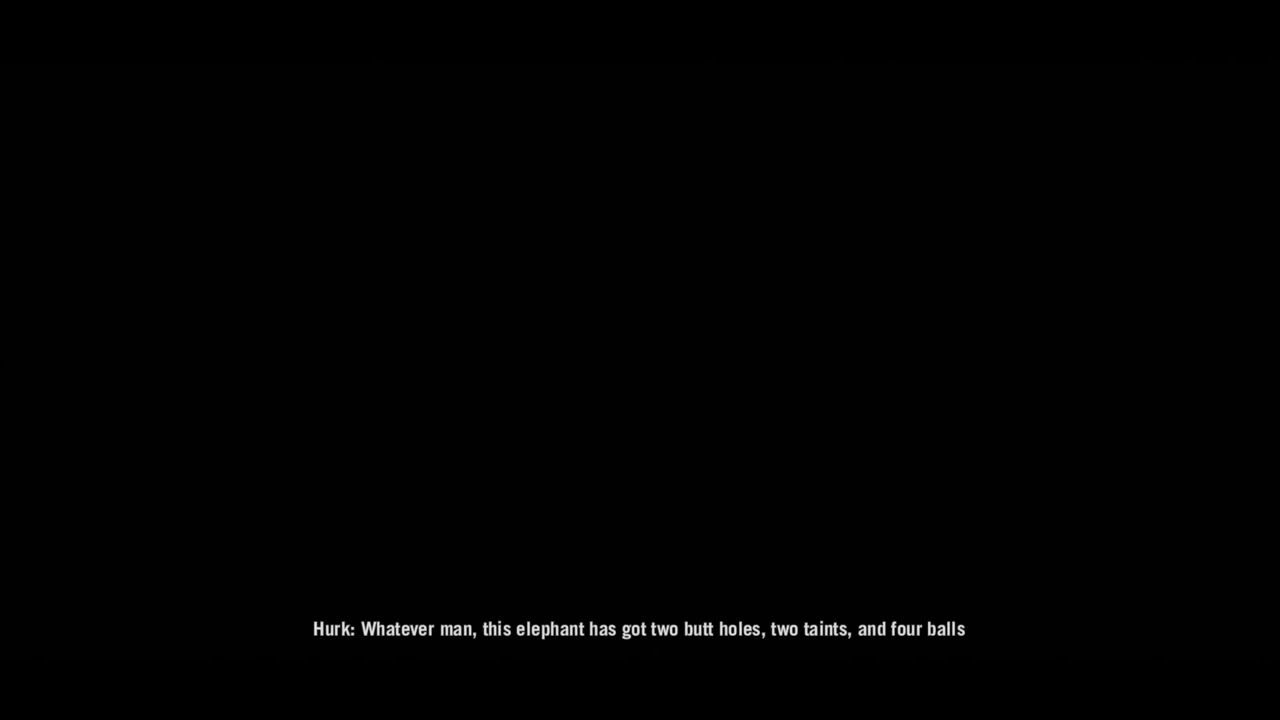 Hurk: Whatever man, this elephant has got two butt holes, two taints, and four balls